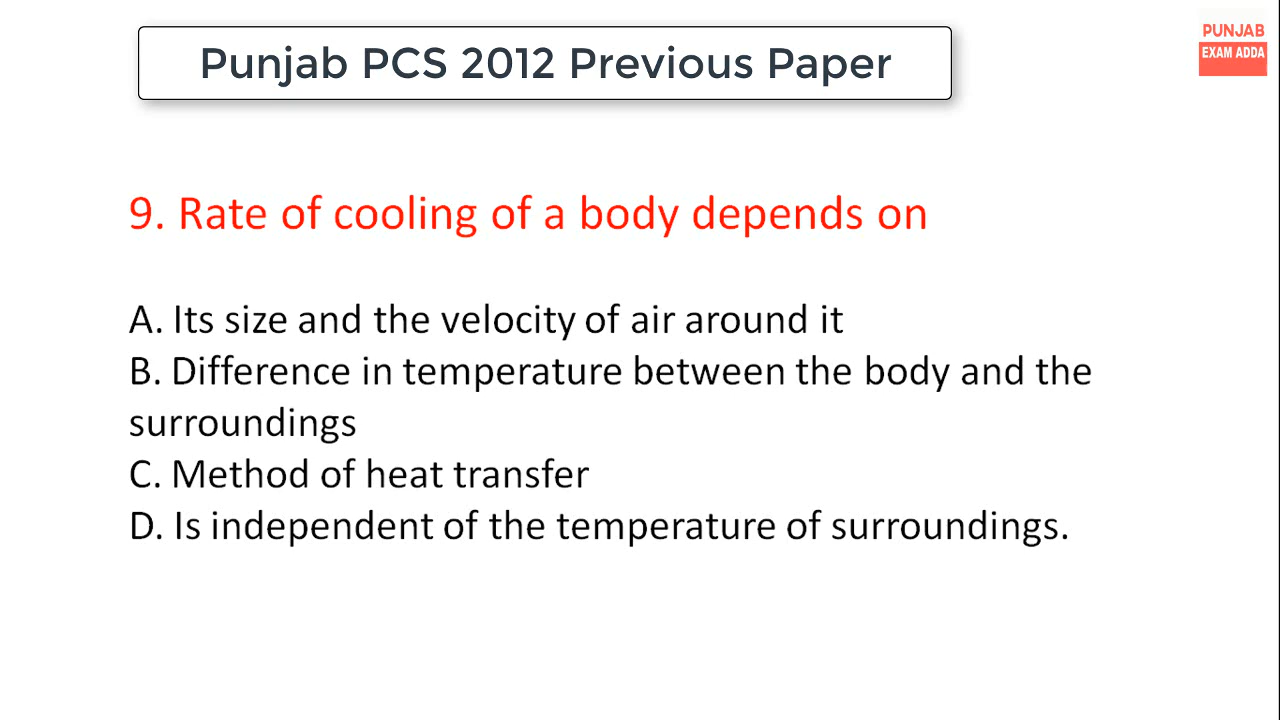 Punjab PCS 2012 Previous Paper
PUNJAB
EXAM ADDA
9. Rate of cooling of a body depends on
A. Its size and the velocity of air around it
B. Difference in temperature between the body and the
surroundings
C. Method of heat transfer
D. Is independent of the temperature of surroundings.